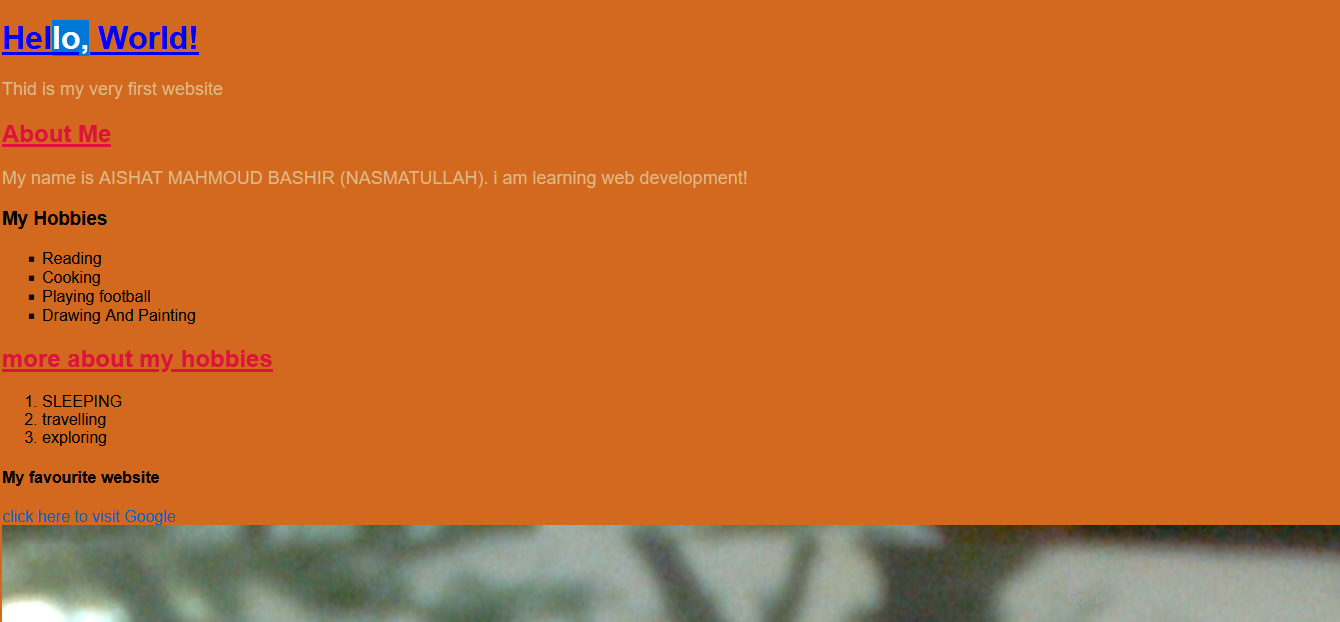 Hello, World!
Thid is my very first website
About Me
My name is AISHAT MAHMOUD BASHIR (NASMATULLAH). i am learning web development!
My Hobbies
Reading
Cooking
Playing football
Drawing And Painting
more about my hobbies
1. SLEEPING
2. travelling
3. exploring
My favourite website
click here to visit Google